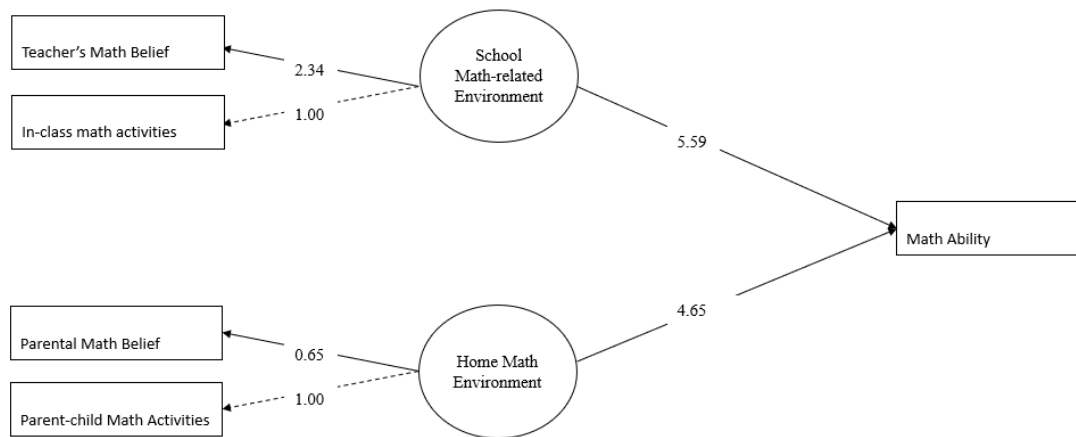 Teacher's Math Belief
2.34
In-class math activities
1.00
School
Math-related
Environment
5.59
Math Ability
4.65
Parental Math Belief
0.65
Parent-child Math Activities
1.00
Home Math
Environment